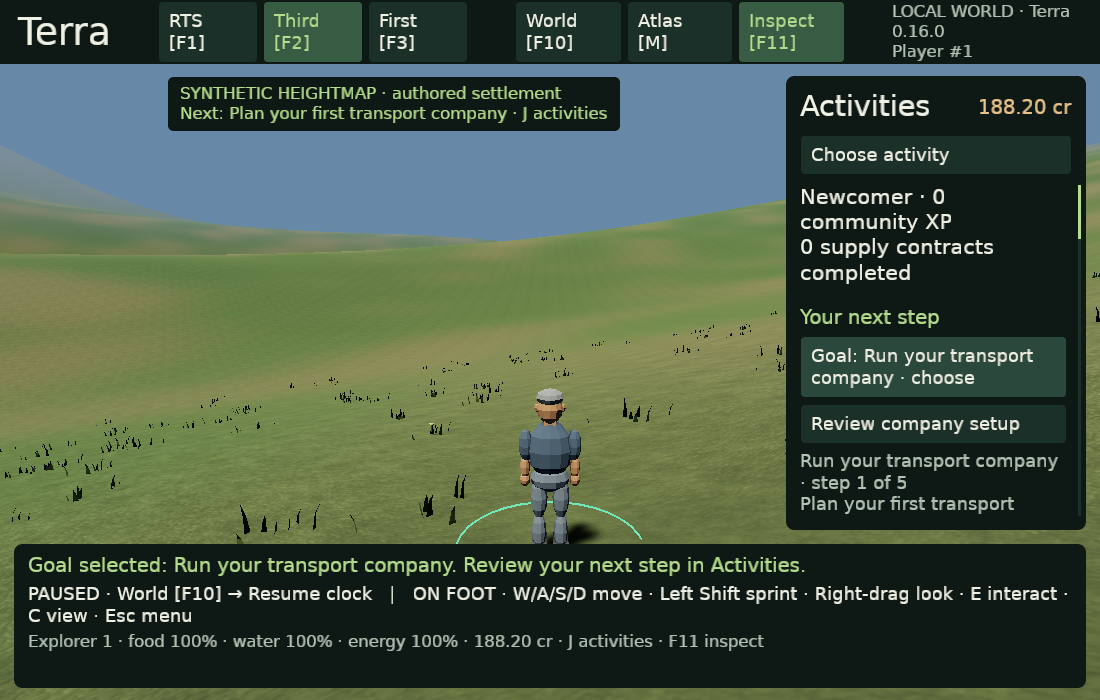 Terra
RTS
[F1]
Third
[F2]
First
[F3]
World
[F10]
Atlas
[M]
Inspect
[F11]
LOCAL WORLD · Terra
0.16.0
Player #1
SYNTHETIC HEIGHTMAP · authored settlement
Next: Plan your first transport company · J activities
Activities
188.20 cr
Choose activity
Newcomer · 0
community XP
0 supply contracts
completed
Your next step
Goal: Run your transport
company · choose
Review company setup
Run your transport company
· step 1 of 5
Plan your first transport
Goal selected: Run your transport company. Review your next step in Activities.
PAUSED · World [F10] → Resume clock | ON FOOT · W/A/S/D move · Left Shift sprint · Right-drag look · E interact ·
C view · Esc menu
Explorer 1 · food 100% · water 100% · energy 100% · 188.20 cr · J activities · F11 inspect